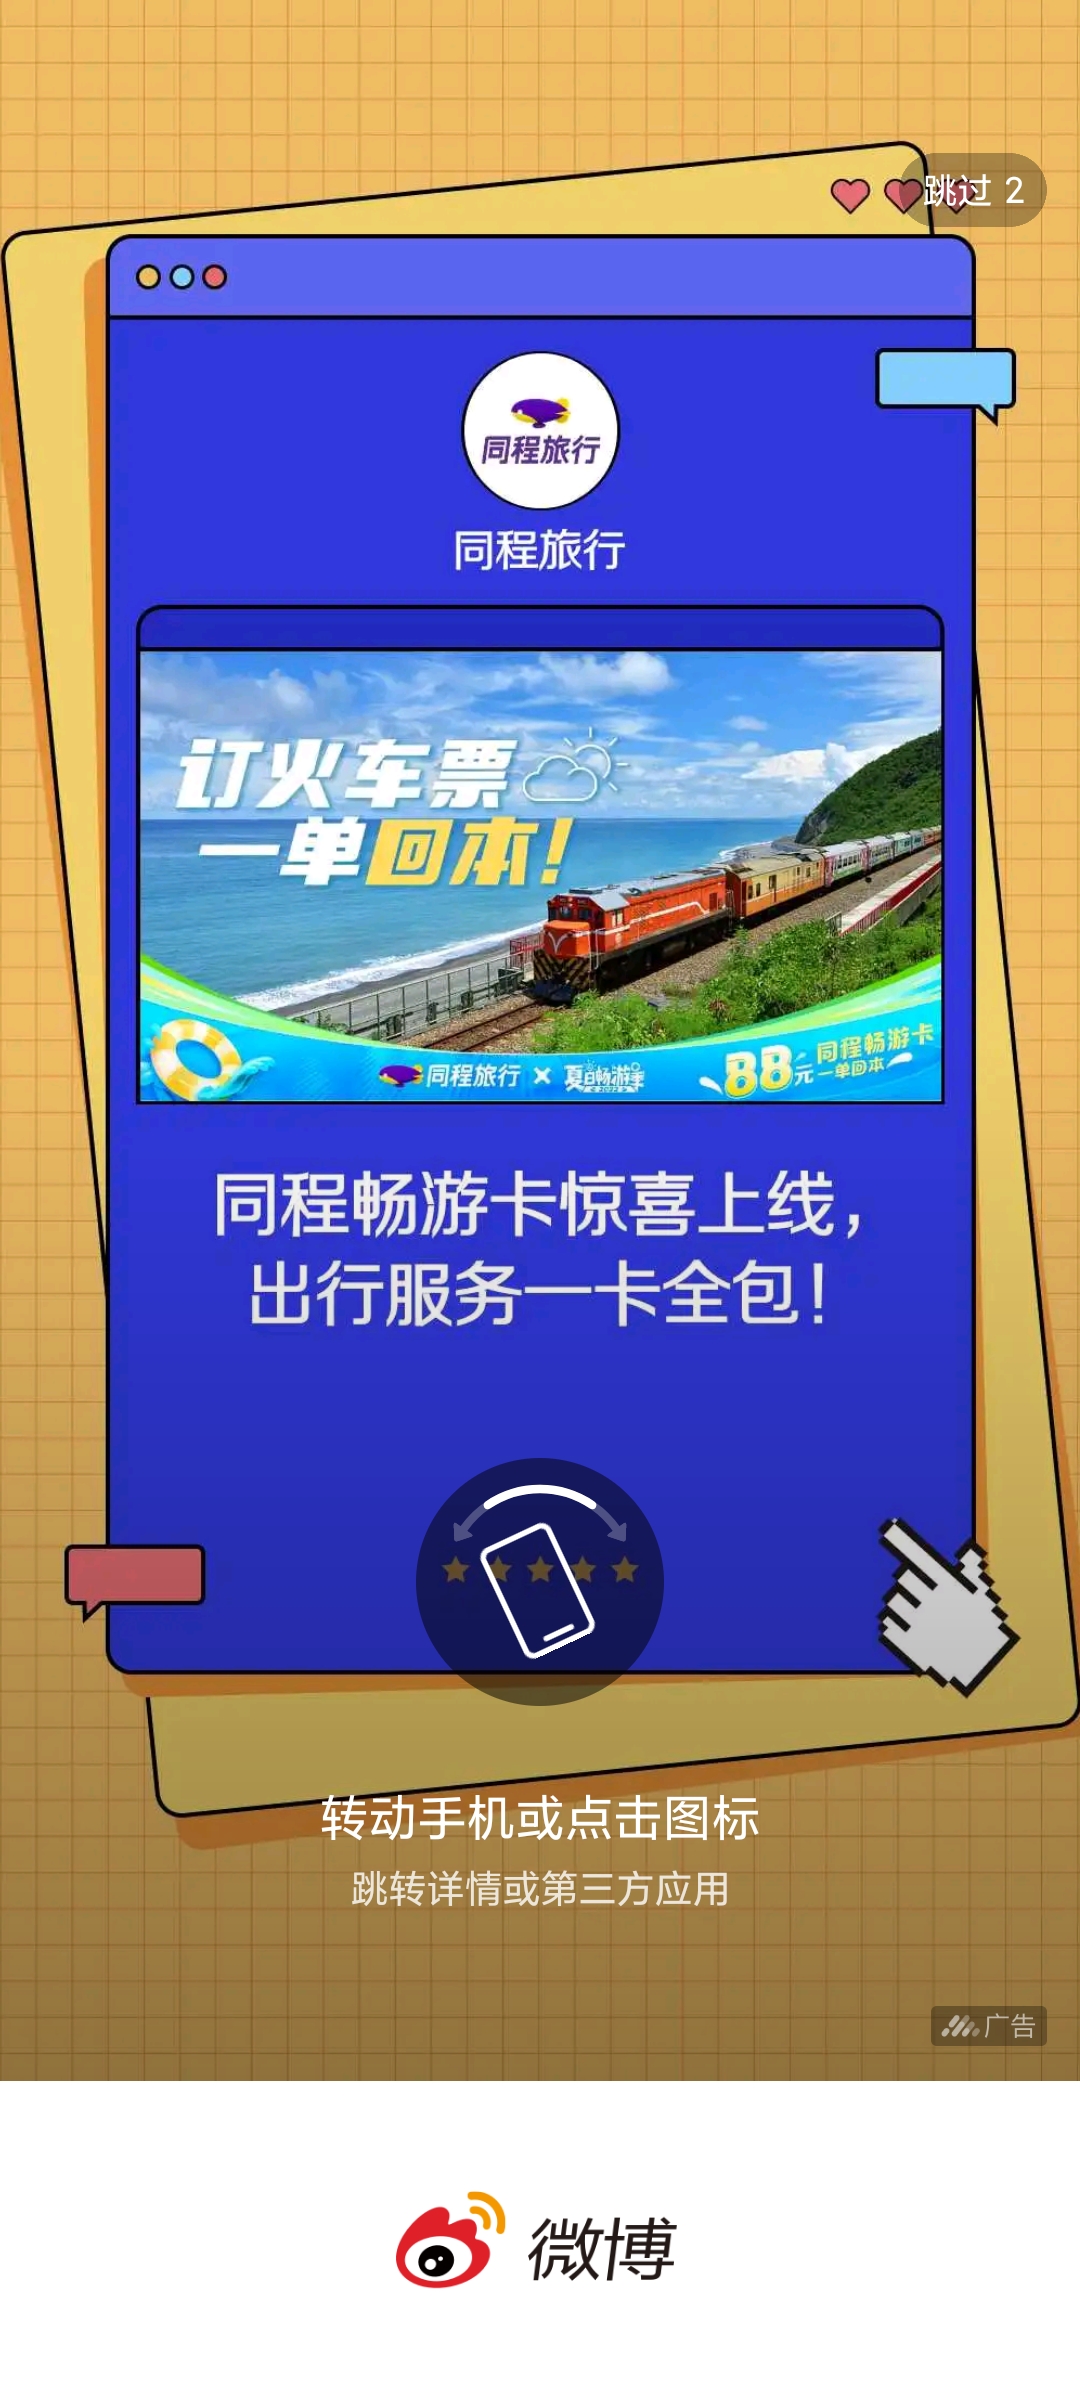 跳过 2
同程旅行
同程旅行
订火车票
一单回本!
同程旅行 × 夏日畅游季
88元
同程畅游卡
一单回本
同程畅游卡惊喜上线，
出行服务一卡全包！
转动手机或点击图标
跳转详情或第三方应用
广告
微博